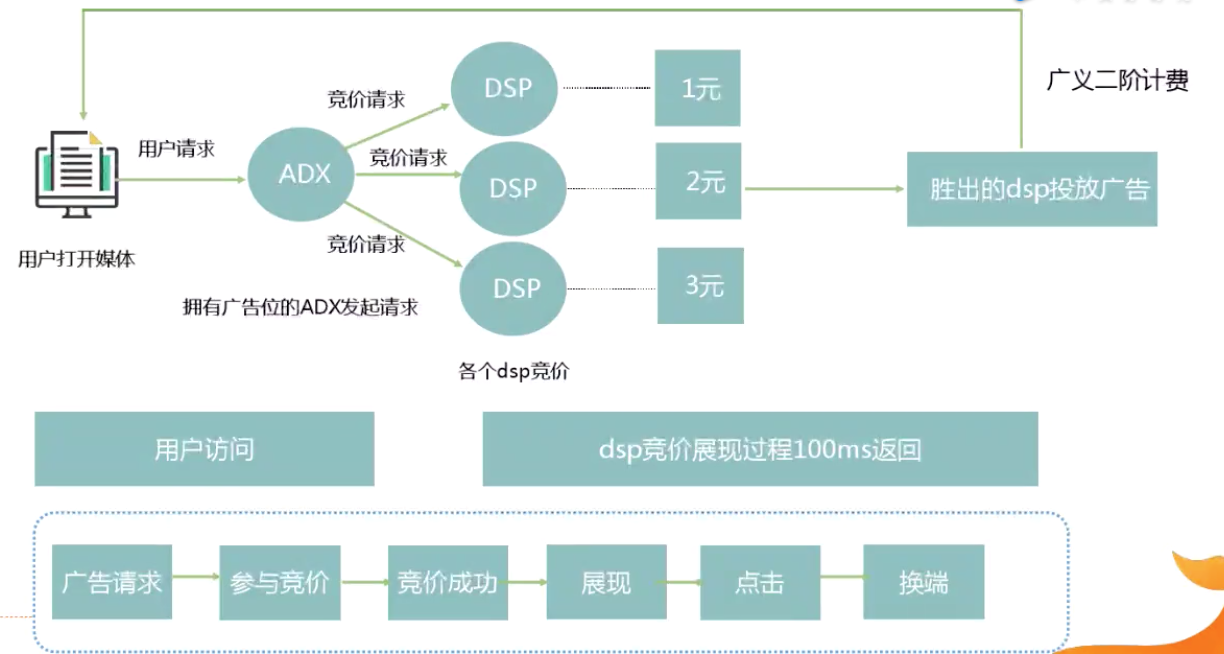 广义二阶计费
DSP
1元
竞价请求
用户请求
ADX
竞价请求
DSP
2元
胜出的dsp投放广告
竞价请求
用户打开媒体
DSP
3元
拥有广告位的ADX发起请求
各个dsp竞价
用户访问
dsp竞价展现过程100ms返回
广告请求
参与竞价
竞价成功
展现
点击
换端